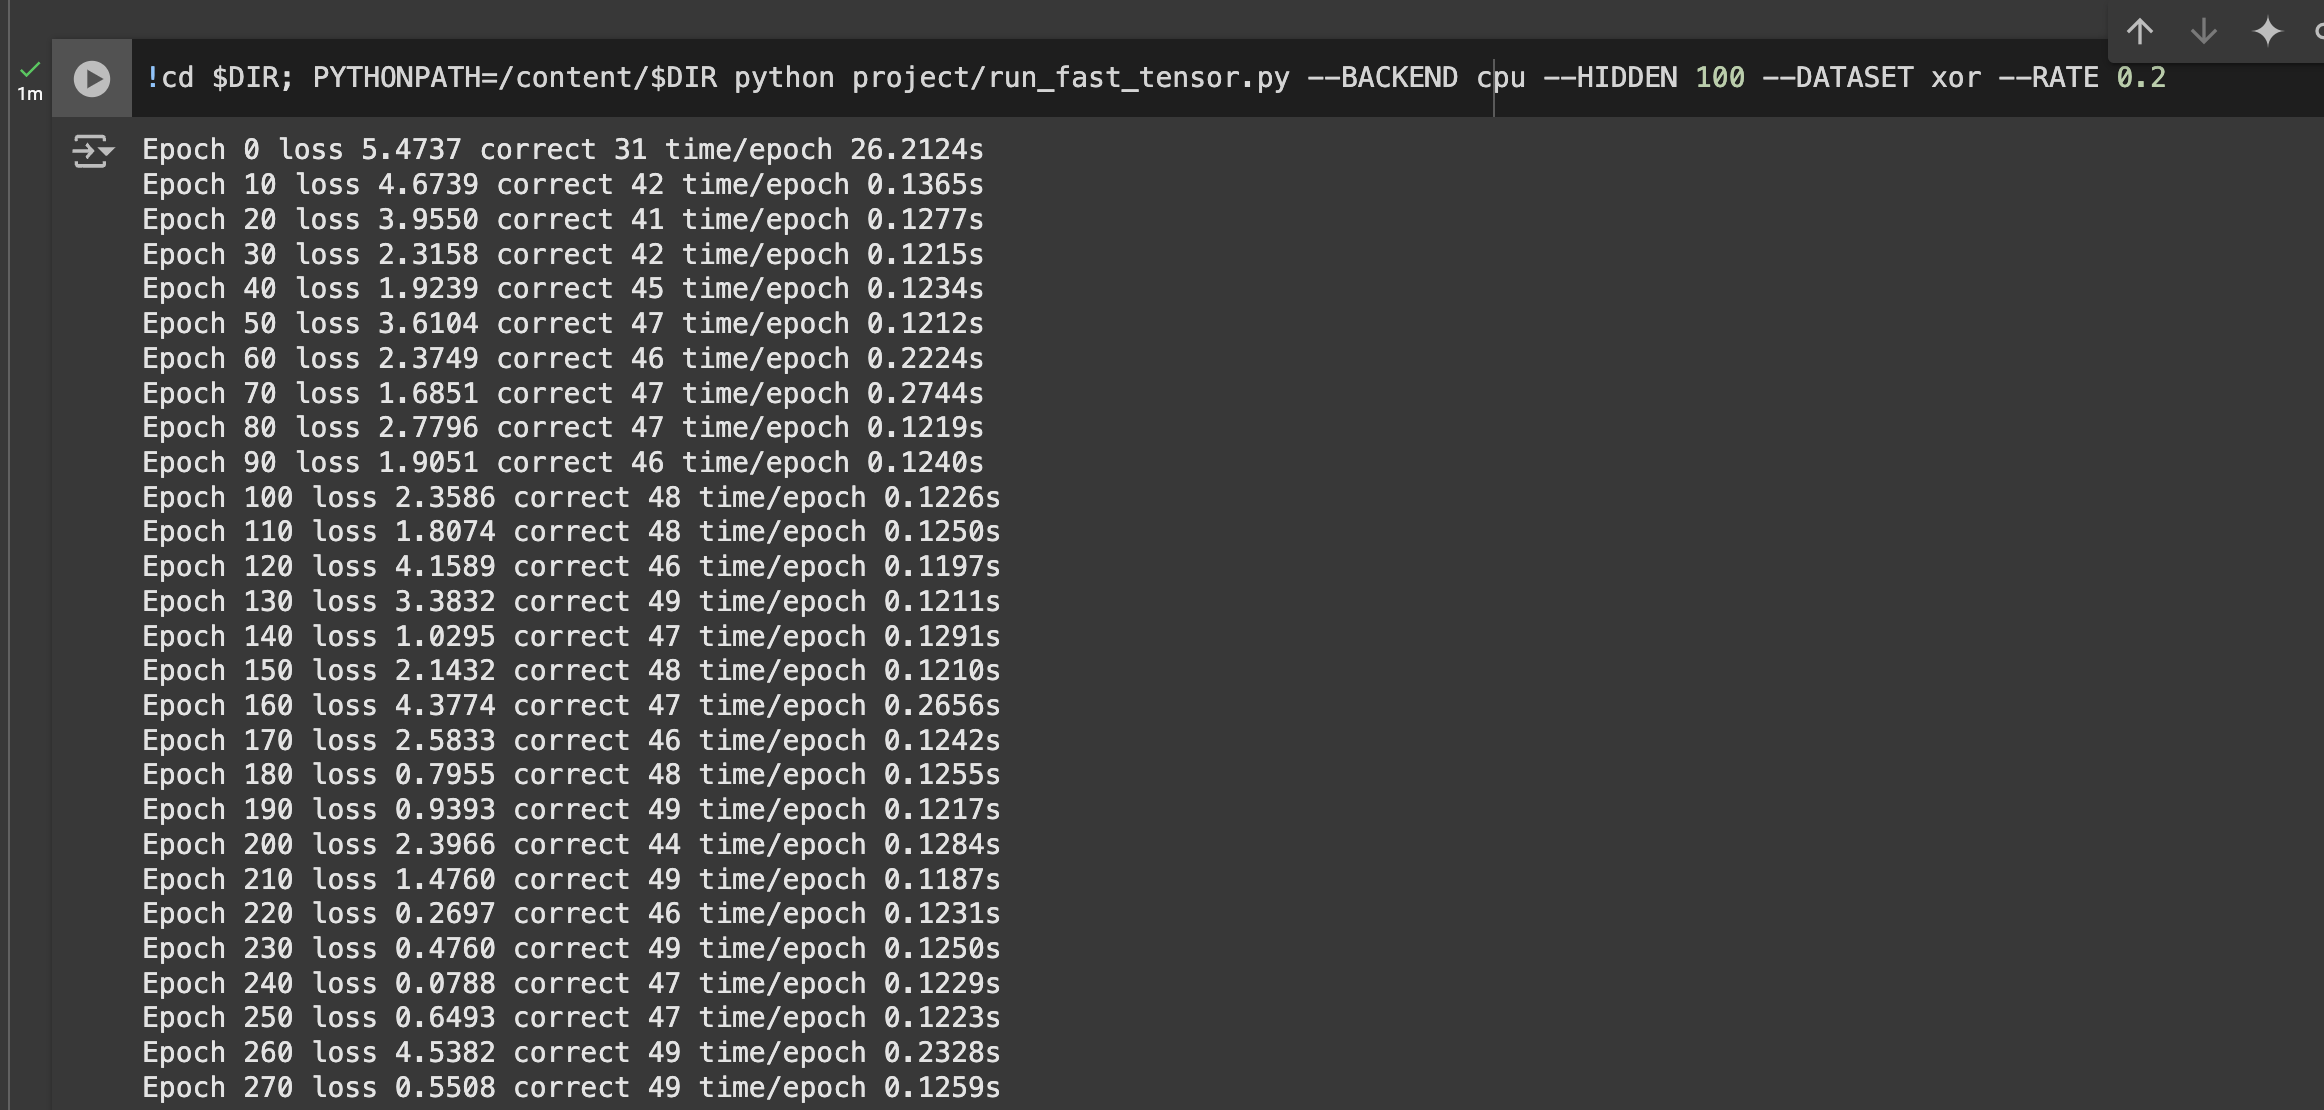 !cd $DIR; PYTHONPATH=/content/$DIR python project/run_fast_tensor.py --BACKEND cpu --HIDDEN 100 --DATASET xor --RATE 0.2
1m
Epoch 0 loss 5.4737 correct 31 time/epoch 26.2124s
Epoch 10 loss 4.6739 correct 42 time/epoch 0.1365s
Epoch 20 loss 3.9550 correct 41 time/epoch 0.1277s
Epoch 30 loss 2.3158 correct 42 time/epoch 0.1215s
Epoch 40 loss 1.9239 correct 45 time/epoch 0.1234s
Epoch 50 loss 3.6104 correct 47 time/epoch 0.1212s
Epoch 60 loss 2.3749 correct 46 time/epoch 0.2224s
Epoch 70 loss 1.6851 correct 47 time/epoch 0.2744s
Epoch 80 loss 2.7796 correct 47 time/epoch 0.1219s
Epoch 90 loss 1.9051 correct 46 time/epoch 0.1240s
Epoch 100 loss 2.3586 correct 48 time/epoch 0.1226s
Epoch 110 loss 1.8074 correct 48 time/epoch 0.1250s
Epoch 120 loss 4.1589 correct 46 time/epoch 0.1197s
Epoch 130 loss 3.3832 correct 49 time/epoch 0.1211s
Epoch 140 loss 1.0295 correct 47 time/epoch 0.1291s
Epoch 150 loss 2.1432 correct 48 time/epoch 0.1210s
Epoch 160 loss 4.3774 correct 47 time/epoch 0.2656s
Epoch 170 loss 2.5833 correct 46 time/epoch 0.1242s
Epoch 180 loss 0.7955 correct 48 time/epoch 0.1255s
Epoch 190 loss 0.9393 correct 49 time/epoch 0.1217s
Epoch 200 loss 2.3966 correct 44 time/epoch 0.1284s
Epoch 210 loss 1.4760 correct 49 time/epoch 0.1187s
Epoch 220 loss 0.2697 correct 46 time/epoch 0.1231s
Epoch 230 loss 0.4760 correct 49 time/epoch 0.1250s
Epoch 240 loss 0.0788 correct 47 time/epoch 0.1229s
Epoch 250 loss 0.6493 correct 47 time/epoch 0.1223s
Epoch 260 loss 4.5382 correct 49 time/epoch 0.2328s
Epoch 270 loss 0.5508 correct 49 time/epoch 0.1259s